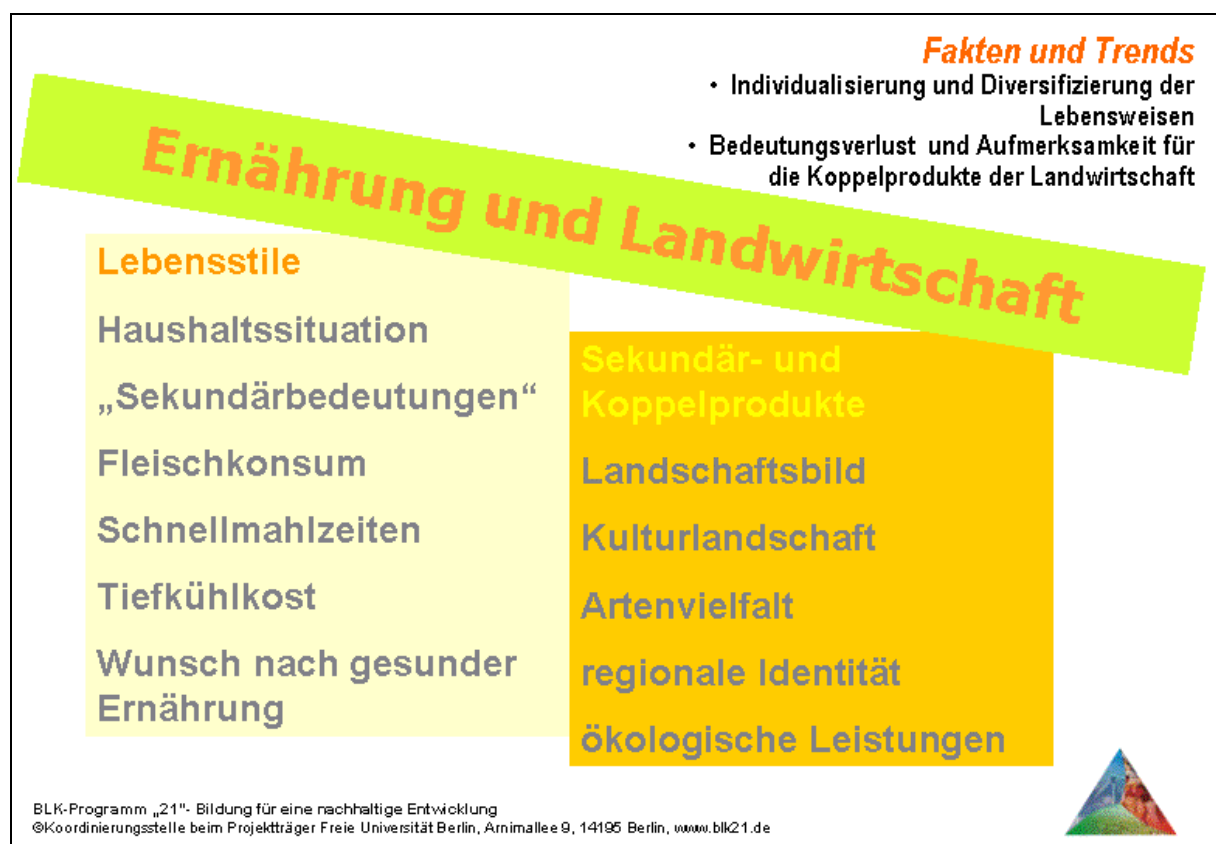 Fakten und Trends
• Individualisierung und Diversifizierung der
Lebensweisen
• Bedeutungsverlust und Aufmerksamkeit für
die Koppelprodukte der Landwirtschaft
Ernährung und Landwirtschaft
Lebensstile
Haushaltssituation
„Sekundärbedeutungen“
Fleischkonsum
Schnellmahlzeiten
Tiefkühlkost
Wunsch nach gesunder
Ernährung
Sekundär- und
Koppelprodukte
Landschaftsbild
Kulturlandschaft
Artenvielfalt
regionale Identität
ökologische Leistungen
BLK-Programm „21"- Bildung für eine nachhaltige Entwicklung
©Koordinierungsstelle beim Projektträger Freie Universität Berlin, Arnimallee 9, 14195 Berlin, www.blk21.de